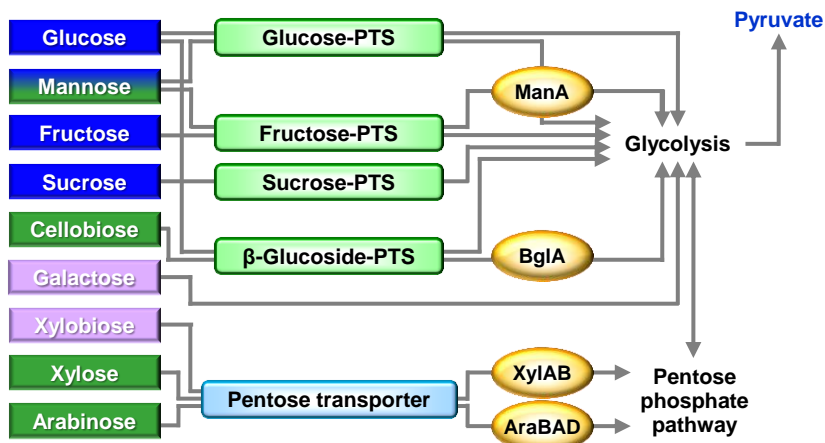 Pyruvate
Glucose
Glucose-PTS
Mannose
ManA
Fructose
Fructose-PTS
Glycolysis
Sucrose
Sucrose-PTS
Cellobiose
β-Glucoside-PTS
BglA
Galactose
Xylobiose
Xylose
XylAB
Pentose transporter
Pentose
phosphate
pathway
Arabinose
AraBAD